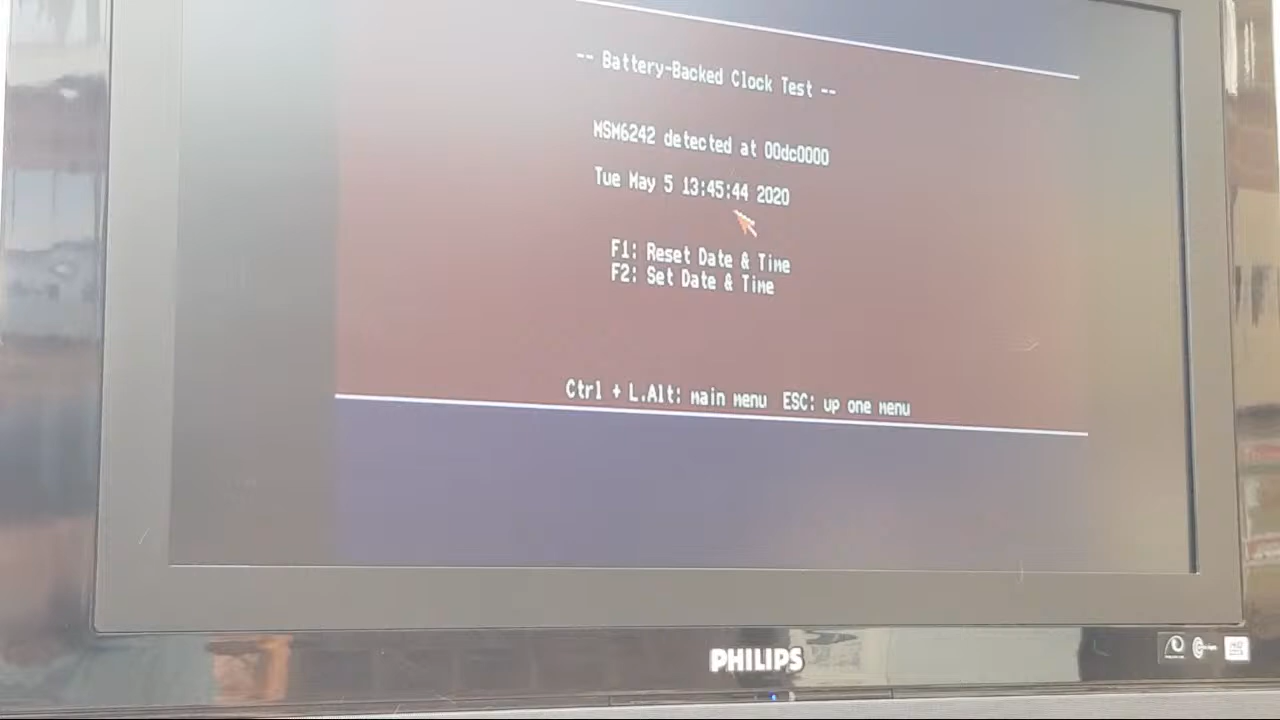 -- Battery-Backed Clock Test --
MSM6242 detected at 00dc0000
Tue May 5 13:45:44 2020
F1: Reset Date & Time
F2: Set Date & Time
Ctrl + L.Alt: main menu  ESC: up one menu
PHILIPS